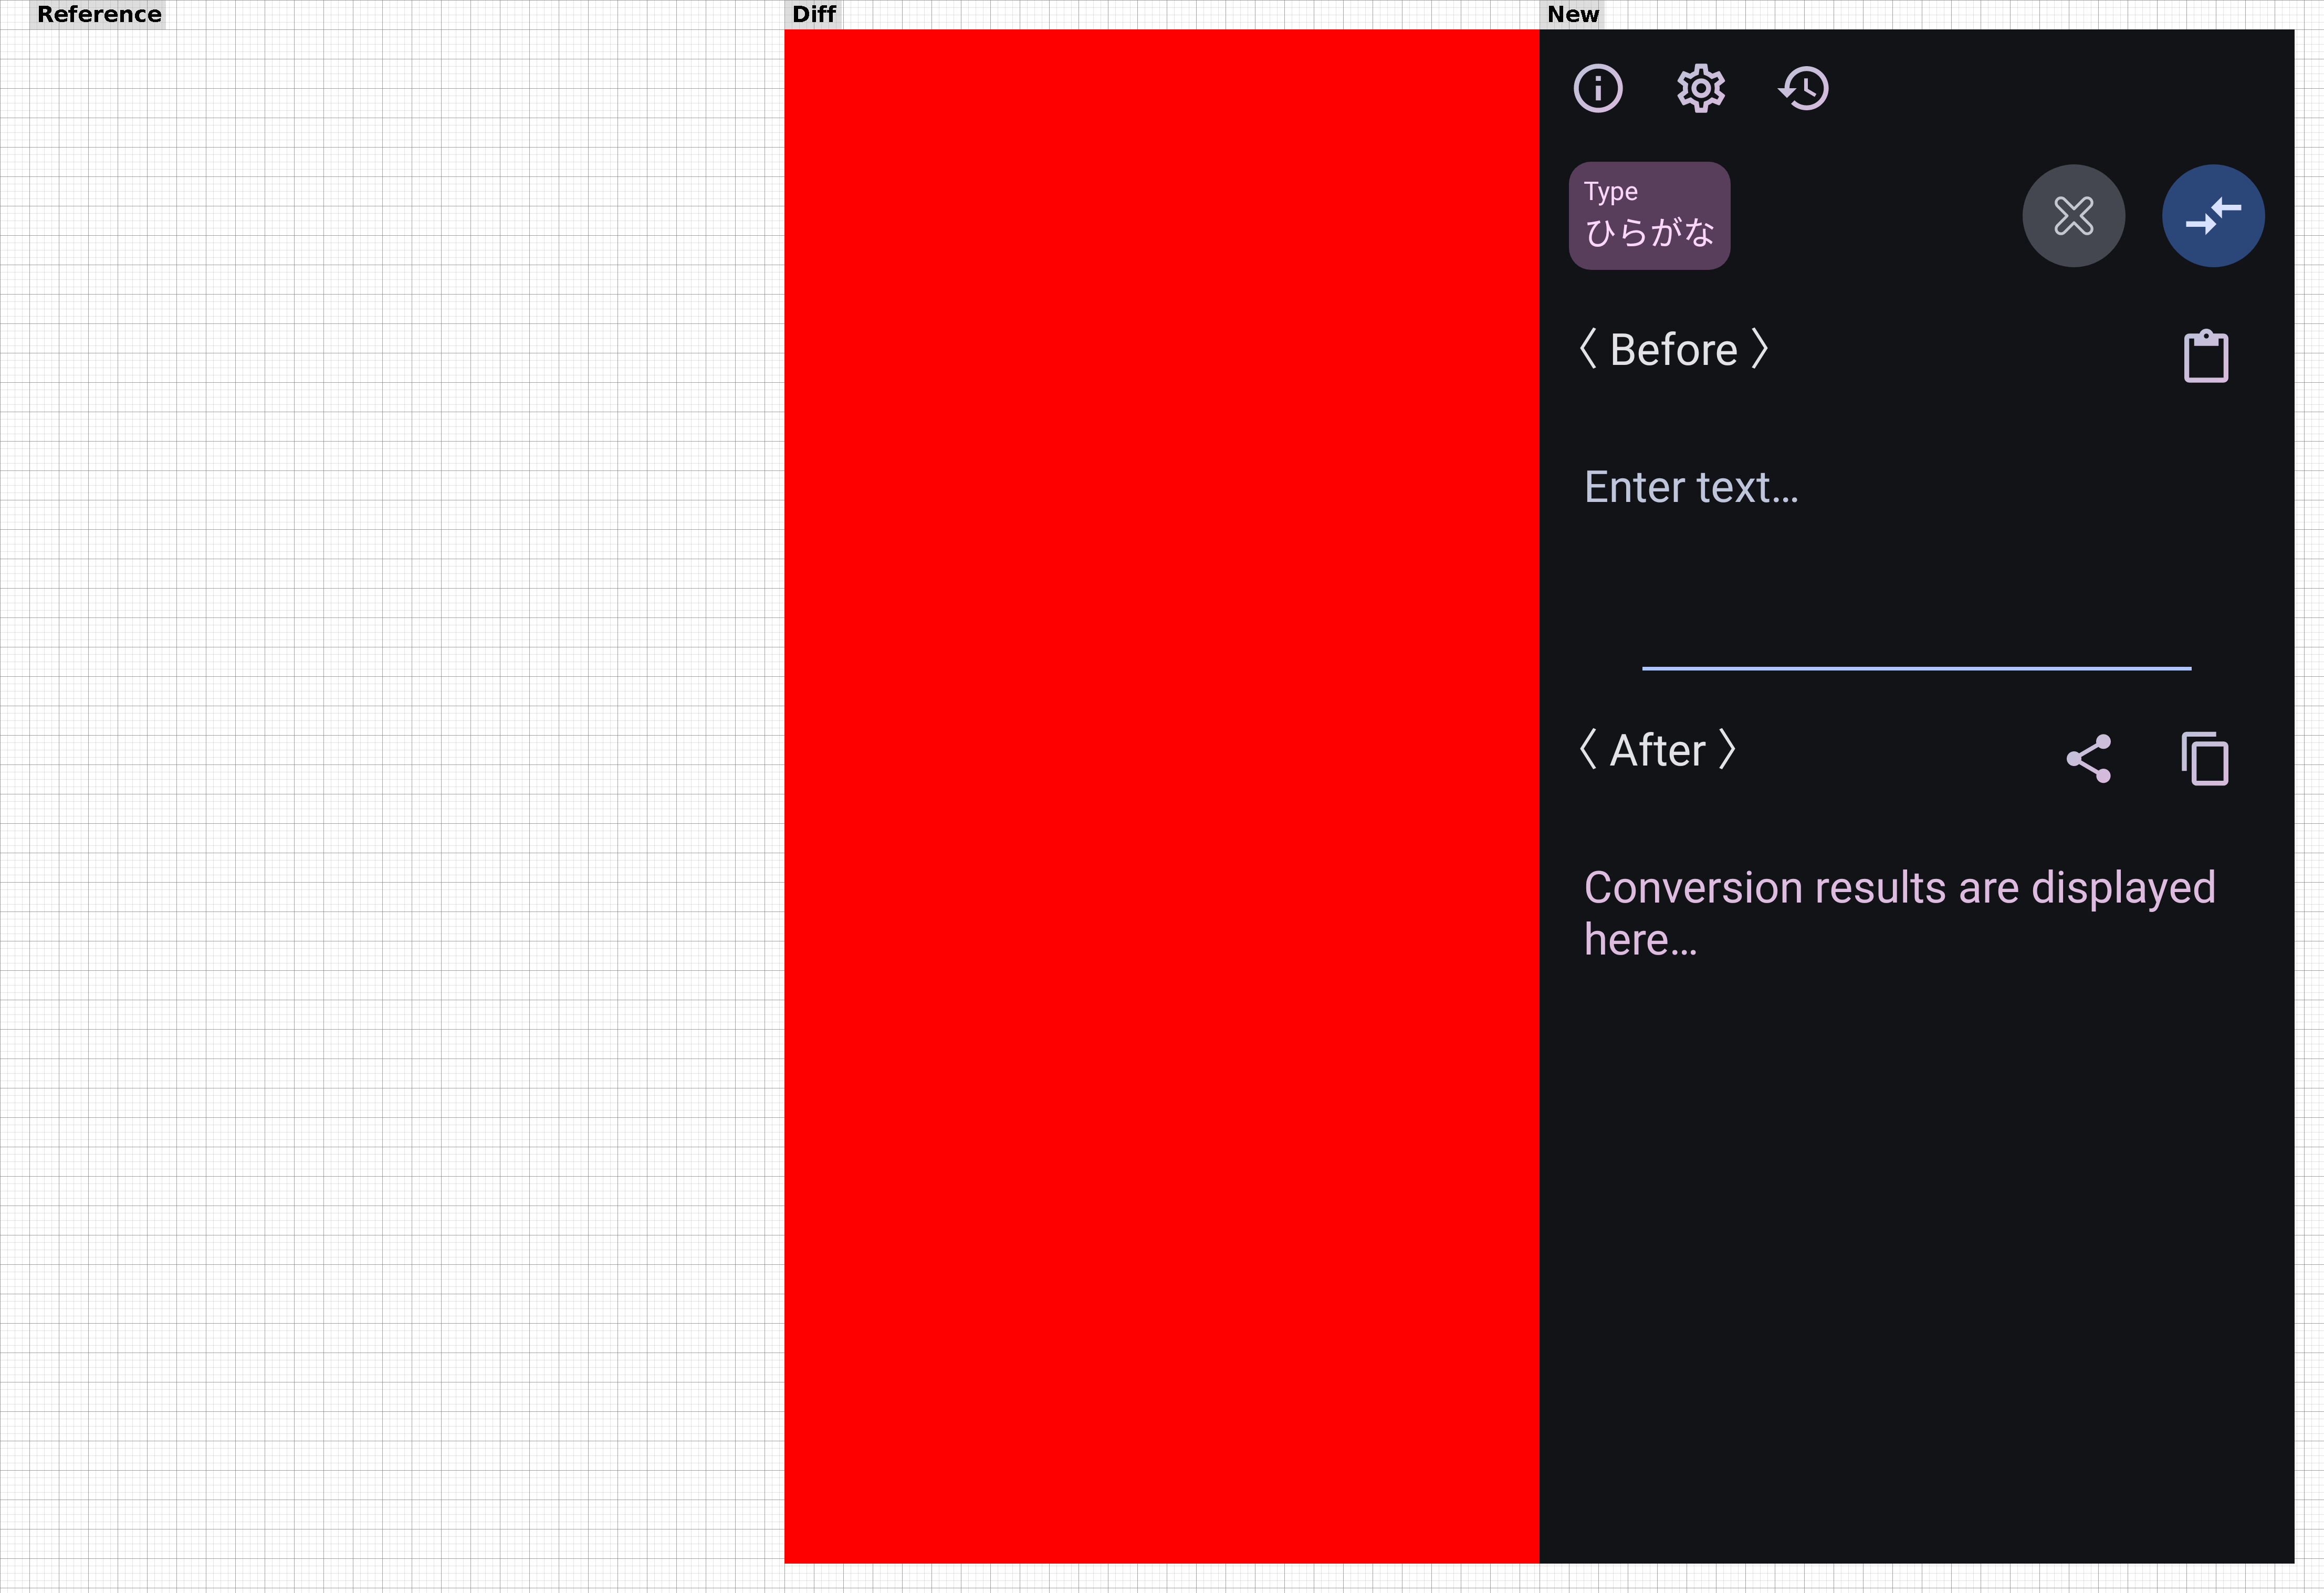 Reference
Diff
New
Type
ひらがな
〈 Before 〉
Enter text...
〈 After 〉
Conversion results are displayed
here...